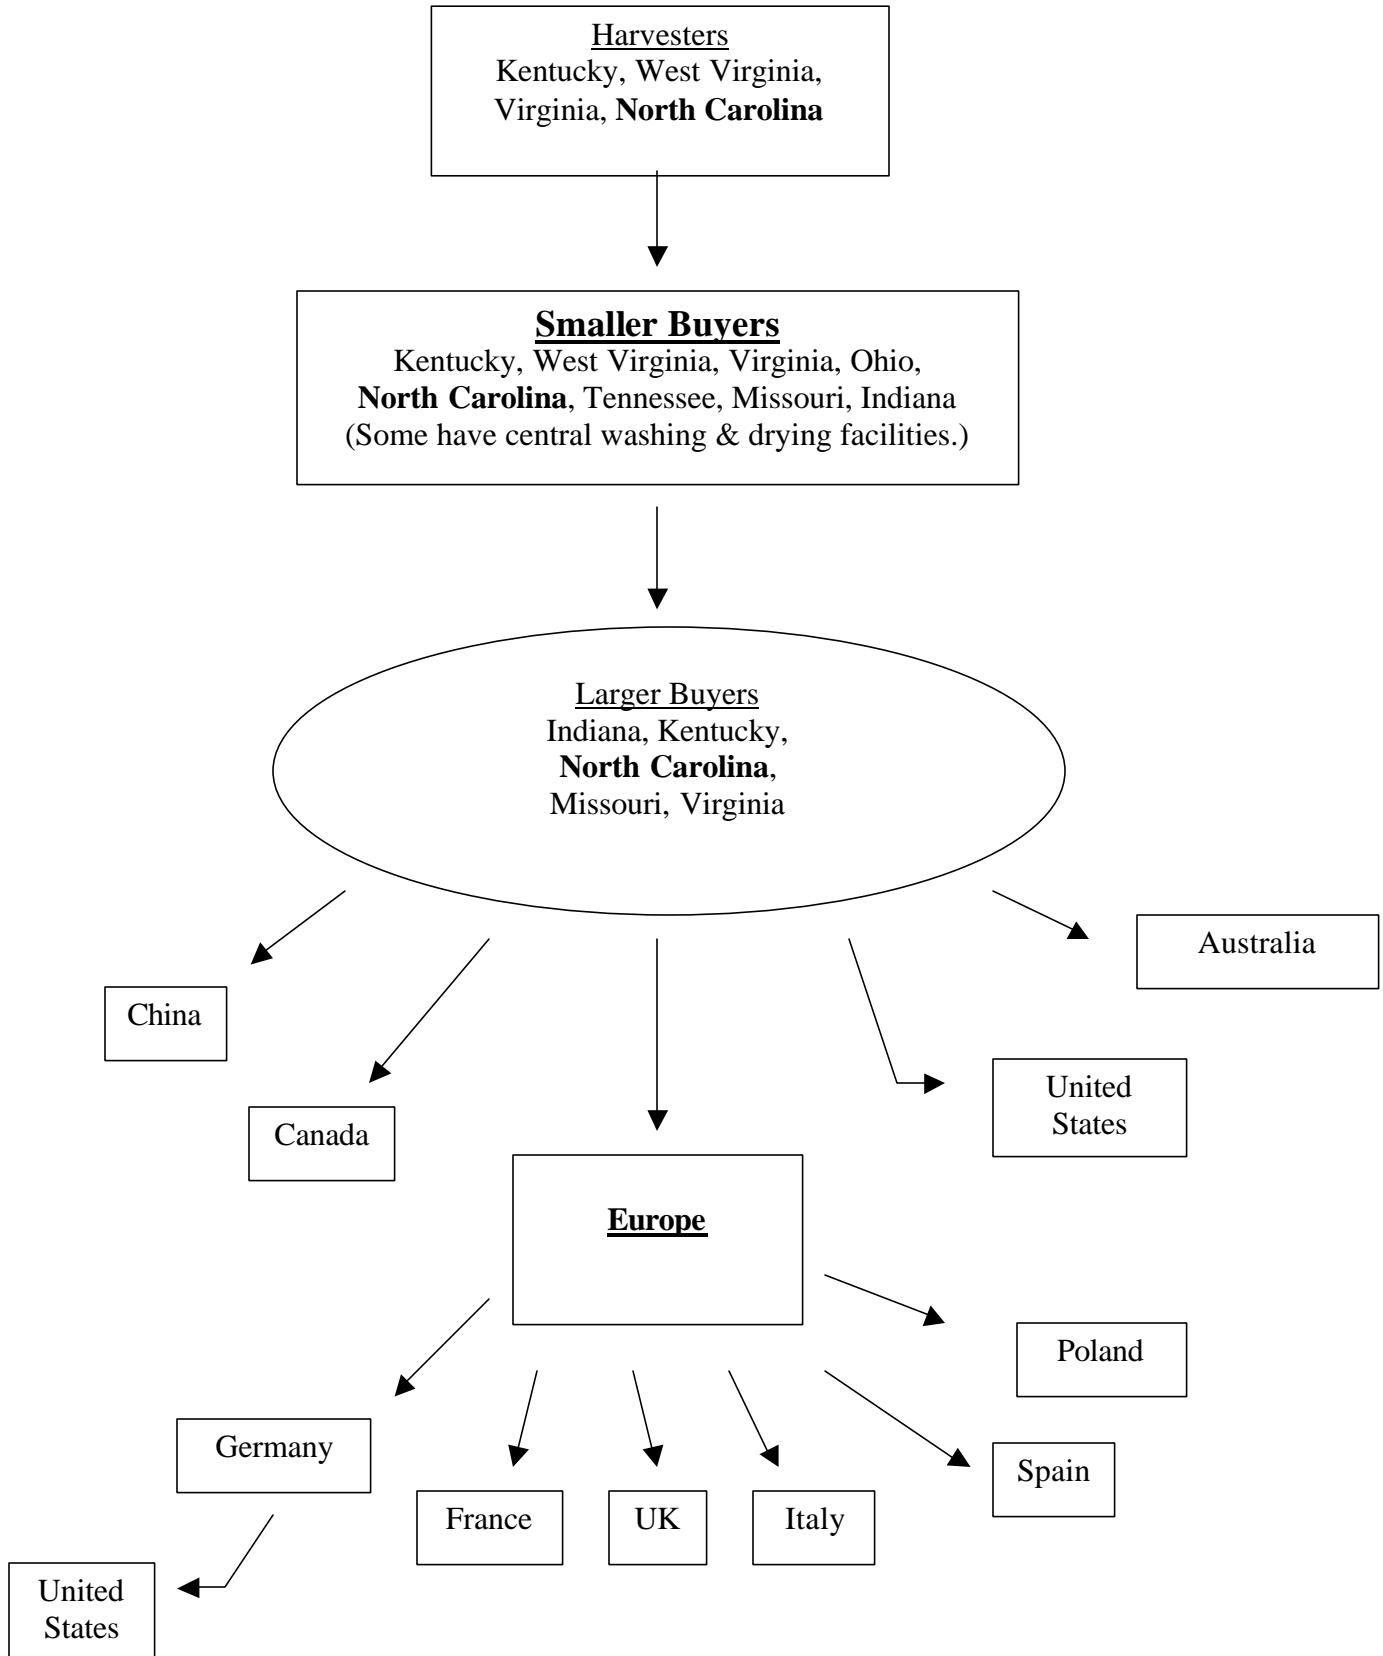 Harvesters
Kentucky, West Virginia,
Virginia, North Carolina
Smaller Buyers
Kentucky, West Virginia, Virginia, Ohio,
North Carolina, Tennessee, Missouri, Indiana
(Some have central washing & drying facilities.)
Larger Buyers
Indiana, Kentucky,
North Carolina,
Missouri, Virginia
Australia
China
United
States
Canada
Europe
Poland
Germany
Spain
France
UK
Italy
United
States